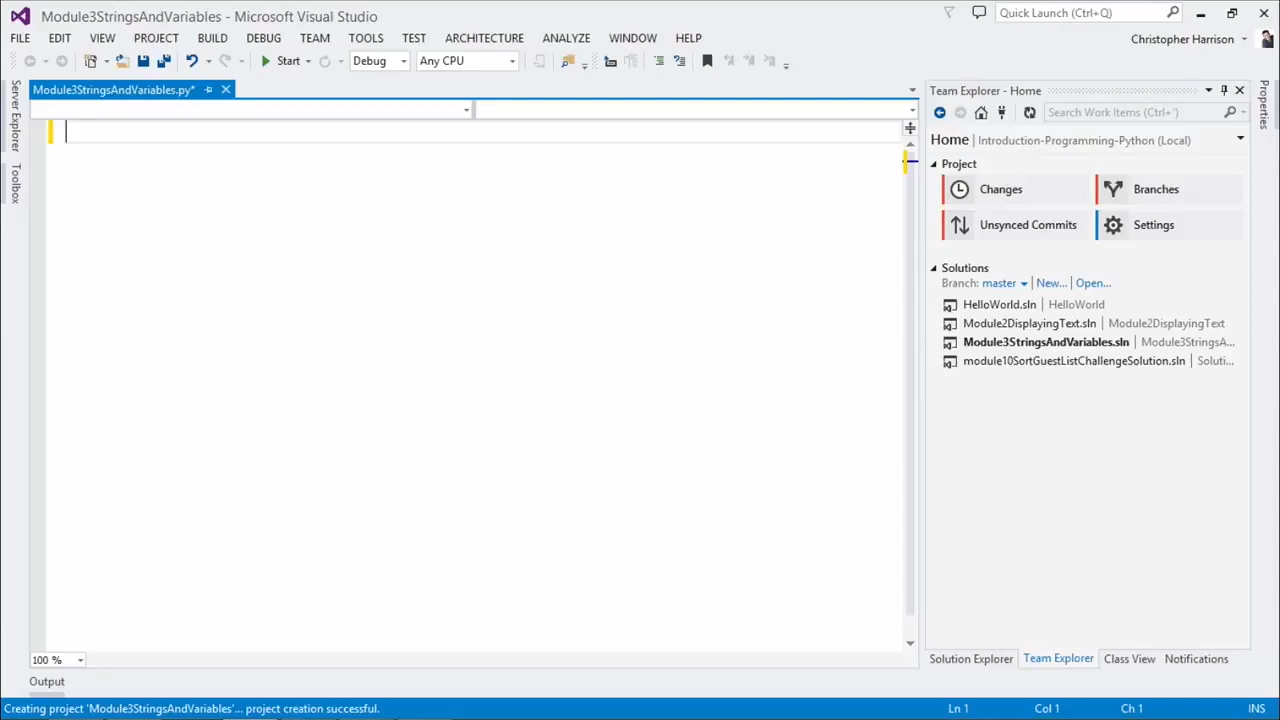 Module3StringsAndVariables - Microsoft Visual Studio
Quick Launch (Ctrl+Q)
FILE EDIT VIEW PROJECT BUILD DEBUG TEAM TOOLS TEST ARCHITECTURE ANALYZE WINDOW HELP
Christopher Harrison
Start Debug Any CPU
Server Explorer
Toolbox
Module3StringsAndVariables.py*
Team Explorer - Home
Search Work Items (Ctrl+')
Home | Introduction-Programming-Python (Local)
Project
Changes Branches
Unsynced Commits Settings
Solutions
Branch: master | New... | Open...
HelloWorld.sln | HelloWorld
Module2DisplayingText.sln | Module2DisplayingText
Module3StringsAndVariables.sln | Module3StringsA...
module10SortGuestListChallengeSolution.sln | Soluti...
Properties
100 %
Solution Explorer Team Explorer Class View Notifications
Output
Creating project 'Module3StringsAndVariables'... project creation successful.
Ln 1 Col 1 Ch 1 INS